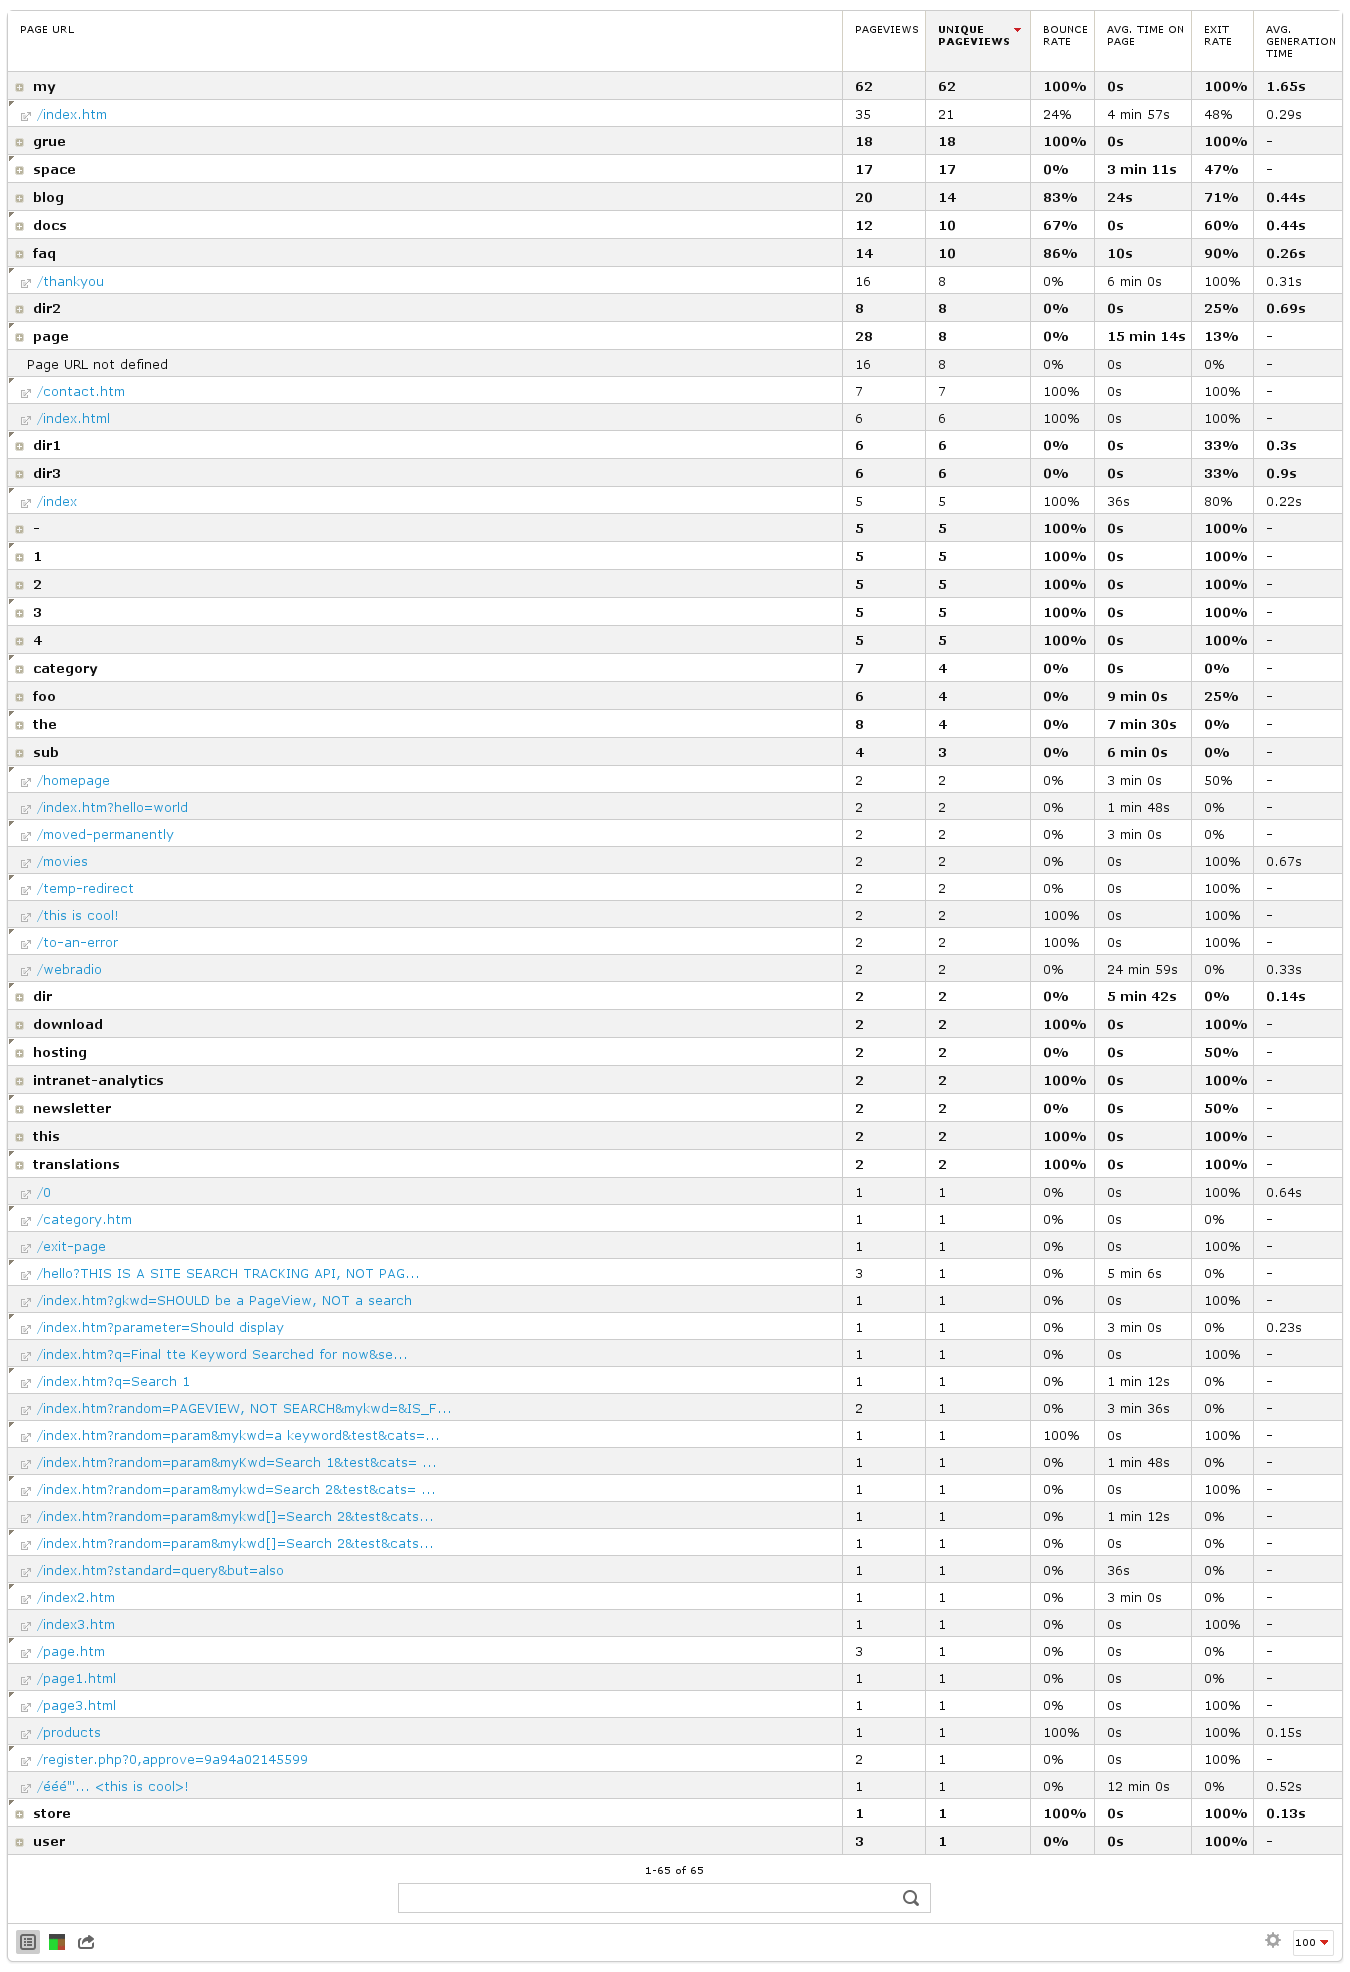 PAGE URL PAGEVIEWS UNIQUE PAGEVIEWS BOUNCE RATE AVG. TIME ON PAGE EXIT RATE AVG. GENERATION TIME
my 62 62 100% 0s 100% 1.65s
/index.htm 35 21 24% 4 min 57s 48% 0.29s
grue 18 18 100% 0s 100% -
space 17 17 0% 3 min 11s 47% -
blog 20 14 83% 24s 71% 0.44s
docs 12 10 67% 0s 60% 0.44s
faq 14 10 86% 10s 90% 0.26s
/thankyou 16 8 0% 6 min 0s 100% 0.31s
dir2 8 8 0% 0s 25% 0.69s
page 28 8 0% 15 min 14s 13% -
Page URL not defined 16 8 0% 0s 0% -
/contact.htm 7 7 100% 0s 100% -
/index.html 6 6 100% 0s 100% -
dir1 6 6 0% 0s 33% 0.3s
dir3 6 6 0% 0s 33% 0.9s
/index 5 5 100% 36s 80% 0.22s
- 5 5 100% 0s 100% -
1 5 5 100% 0s 100% -
2 5 5 100% 0s 100% -
3 5 5 100% 0s 100% -
4 5 5 100% 0s 100% -
category 7 4 0% 0s 0% -
foo 6 4 0% 9 min 0s 25% -
the 8 4 0% 7 min 30s 0% -
sub 4 3 0% 6 min 0s 0% -
/homepage 2 2 0% 3 min 0s 50% -
/index.htm?hello=world 2 2 0% 1 min 48s 0% -
/moved-permanently 2 2 0% 3 min 0s 0% -
/movies 2 2 0% 0s 100% 0.67s
/temp-redirect 2 2 0% 0s 100% -
/this is cool! 2 2 100% 0s 100% -
/to-an-error 2 2 100% 0s 100% -
/webradio 2 2 0% 24 min 59s 0% 0.33s
dir 2 2 0% 5 min 42s 0% 0.14s
download 2 2 100% 0s 100% -
hosting 2 2 0% 0s 50% -
intranet-analytics 2 2 100% 0s 100% -
newsletter 2 2 0% 0s 50% -
this 2 2 100% 0s 100% -
translations 2 2 100% 0s 100% -
/0 1 1 0% 0s 100% 0.64s
/category.htm 1 1 0% 0s 0% -
/exit-page 1 1 0% 0s 100% -
/hello?THIS IS A SITE SEARCH TRACKING API, NOT PAG... 3 1 0% 5 min 6s 0% -
/index.htm?gkwd=SHOULD be a PageView, NOT a search 1 1 0% 0s 100% -
/index.htm?parameter=Should display 1 1 0% 3 min 0s 0% 0.23s
/index.htm?q=Final tte Keyword Searched for now&se... 1 1 0% 0s 100% -
/index.htm?q=Search 1 1 1 0% 1 min 12s 0% -
/index.htm?random=PAGEVIEW, NOT SEARCH&mykwd=&IS_F... 2 1 0% 3 min 36s 0% -
/index.htm?random=param&mykwd=a keyword&test&cats=... 1 1 100% 0s 100% -
/index.htm?random=param&myKwd=Search 1&test&cats= ... 1 1 0% 1 min 48s 0% -
/index.htm?random=param&mykwd=Search 2&test&cats= ... 1 1 0% 0s 100% -
/index.htm?random=param&mykwd[]=Search 2&test&cats... 1 1 0% 1 min 12s 0% -
/index.htm?random=param&mykwd[]=Search 2&test&cats... 1 1 0% 0s 0% -
/index.htm?standard=query&but=also 1 1 0% 36s 0% -
/index2.htm 1 1 0% 3 min 0s 0% -
/index3.htm 1 1 0% 0s 100% -
/page.htm 3 1 0% 0s 0% -
/page1.html 1 1 0% 0s 0% -
/page3.html 1 1 0% 0s 100% -
/products 1 1 100% 0s 100% 0.15s
/register.php?0,approve=9a94a02145599 2 1 0% 0s 100% -
/ééé"'... <this is cool>! 1 1 0% 12 min 0s 0% 0.52s
store 1 1 100% 0s 100% 0.13s
user 3 1 0% 0s 100% -
1-65 of 65
100